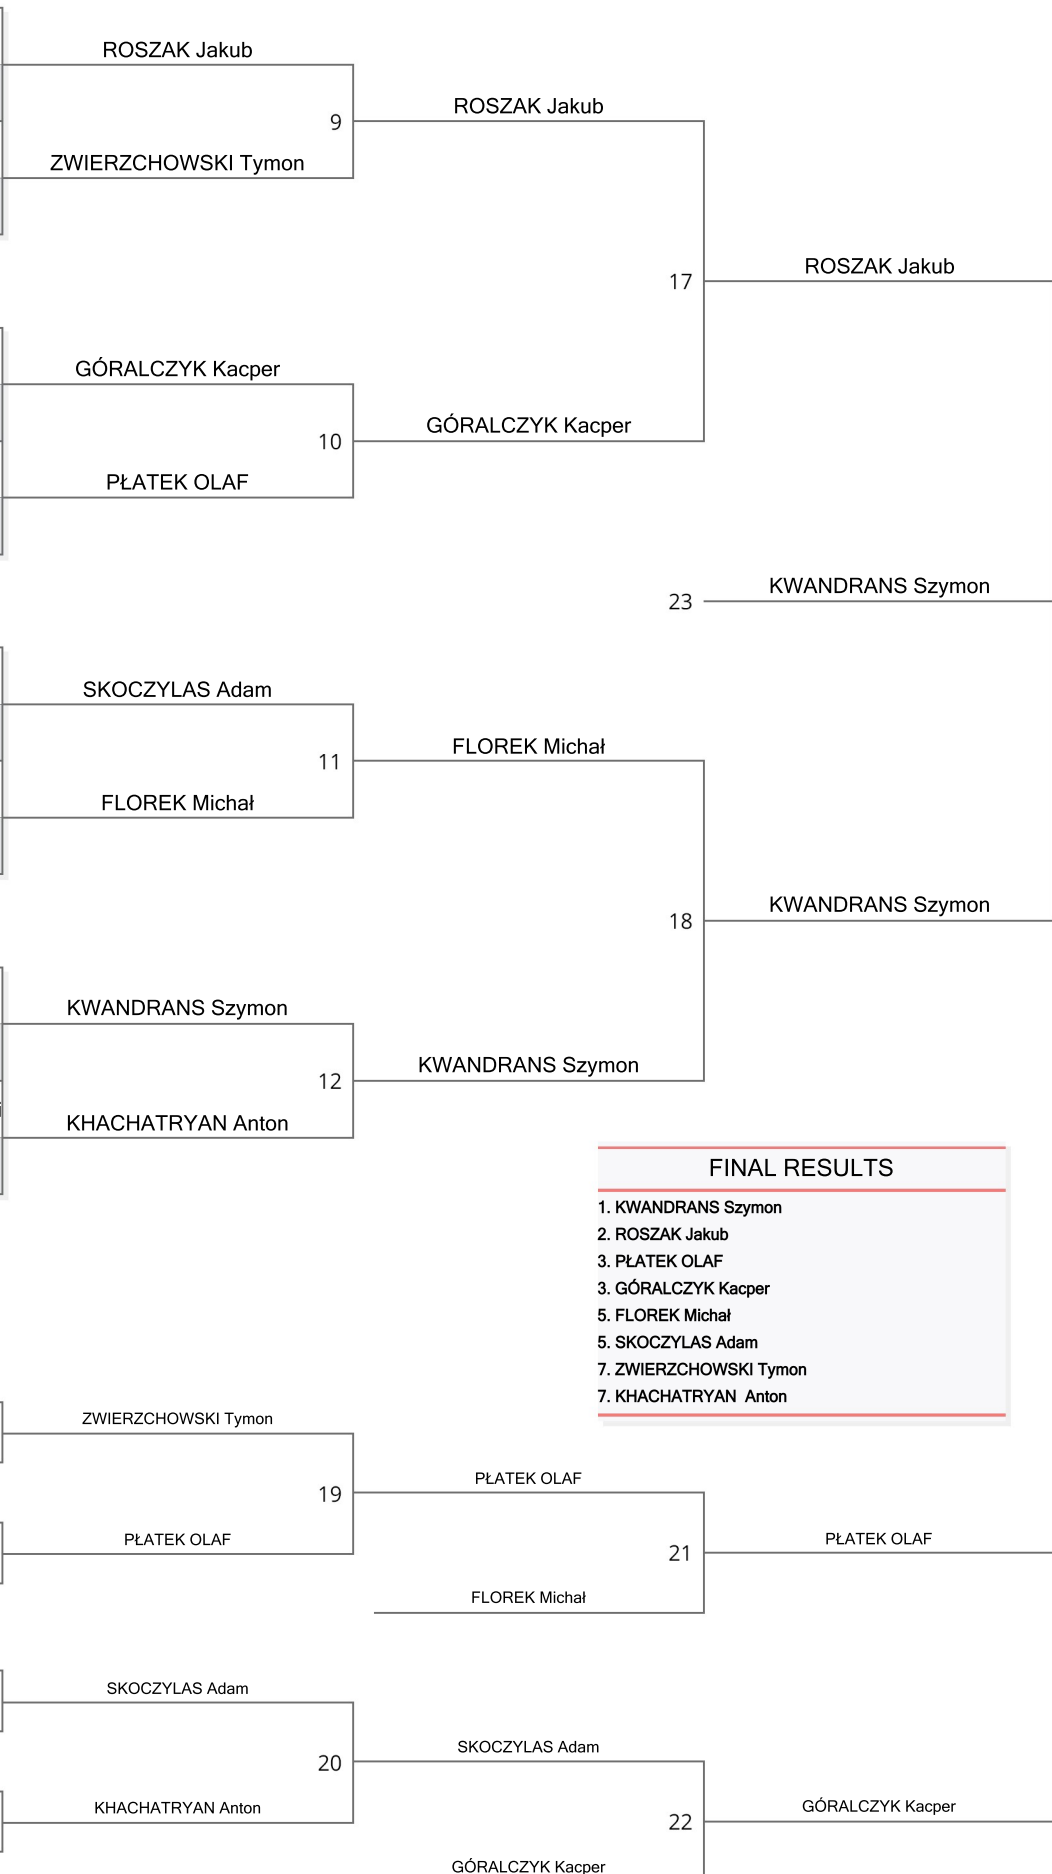 ROSZAK Jakub
9
ROSZAK Jakub
ZWIERZCHOWSKI Tymon
17
ROSZAK Jakub
GÓRALCZYK Kacper
10
GÓRALCZYK Kacper
PŁATEK OLAF
23
KWANDRANS Szymon
SKOCZYLAS Adam
11
FLOREK Michał
FLOREK Michał
18
KWANDRANS Szymon
KWANDRANS Szymon
12
KWANDRANS Szymon
KHACHATRYAN Anton
FINAL RESULTS
1. KWANDRANS Szymon
2. ROSZAK Jakub
3. PŁATEK OLAF
3. GÓRALCZYK Kacper
5. FLOREK Michał
5. SKOCZYLAS Adam
7. ZWIERZCHOWSKI Tymon
7. KHACHATRYAN  Anton
ZWIERZCHOWSKI Tymon
19
PŁATEK OLAF
PŁATEK OLAF
21
PŁATEK OLAF
FLOREK Michał
SKOCZYLAS Adam
20
SKOCZYLAS Adam
KHACHATRYAN Anton
22
GÓRALCZYK Kacper
GÓRALCZYK Kacper